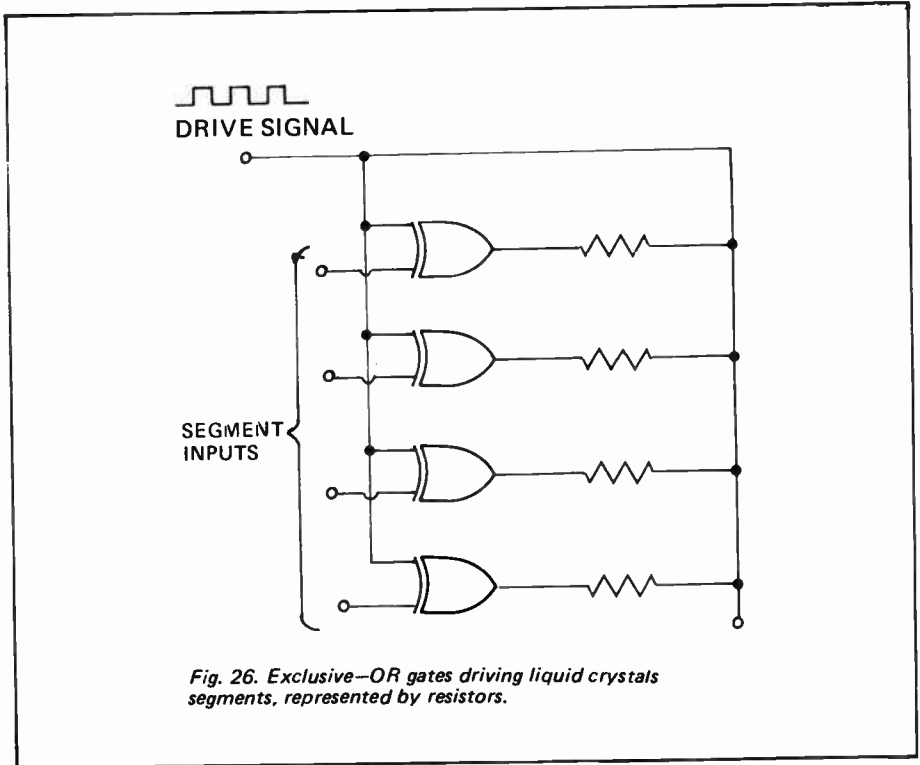 DRIVE SIGNAL
SEGMENT
INPUTS
Fig. 26. Exclusive—OR gates driving liquid crystals
segments, represented by resistors.